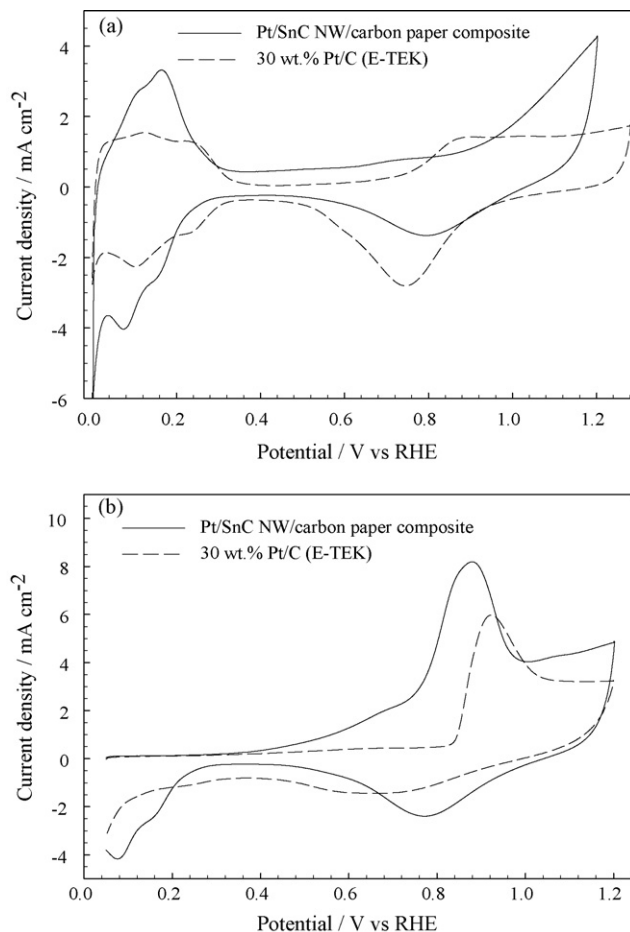 (a)
Pt/SnC NW/carbon paper composite
30 wt.% Pt/C (E-TEK)
4
2
0
-2
-4
-6
Current density / mA cm-2
0.0 0.2 0.4 0.6 0.8 1.0 1.2
Potential / V vs RHE
(b)
Pt/SnC NW/carbon paper composite
30 wt.% Pt/C (E-TEK)
10
8
6
4
2
0
-2
-4
Current density / mA cm-2
0.0 0.2 0.4 0.6 0.8 1.0 1.2
Potential / V vs RHE